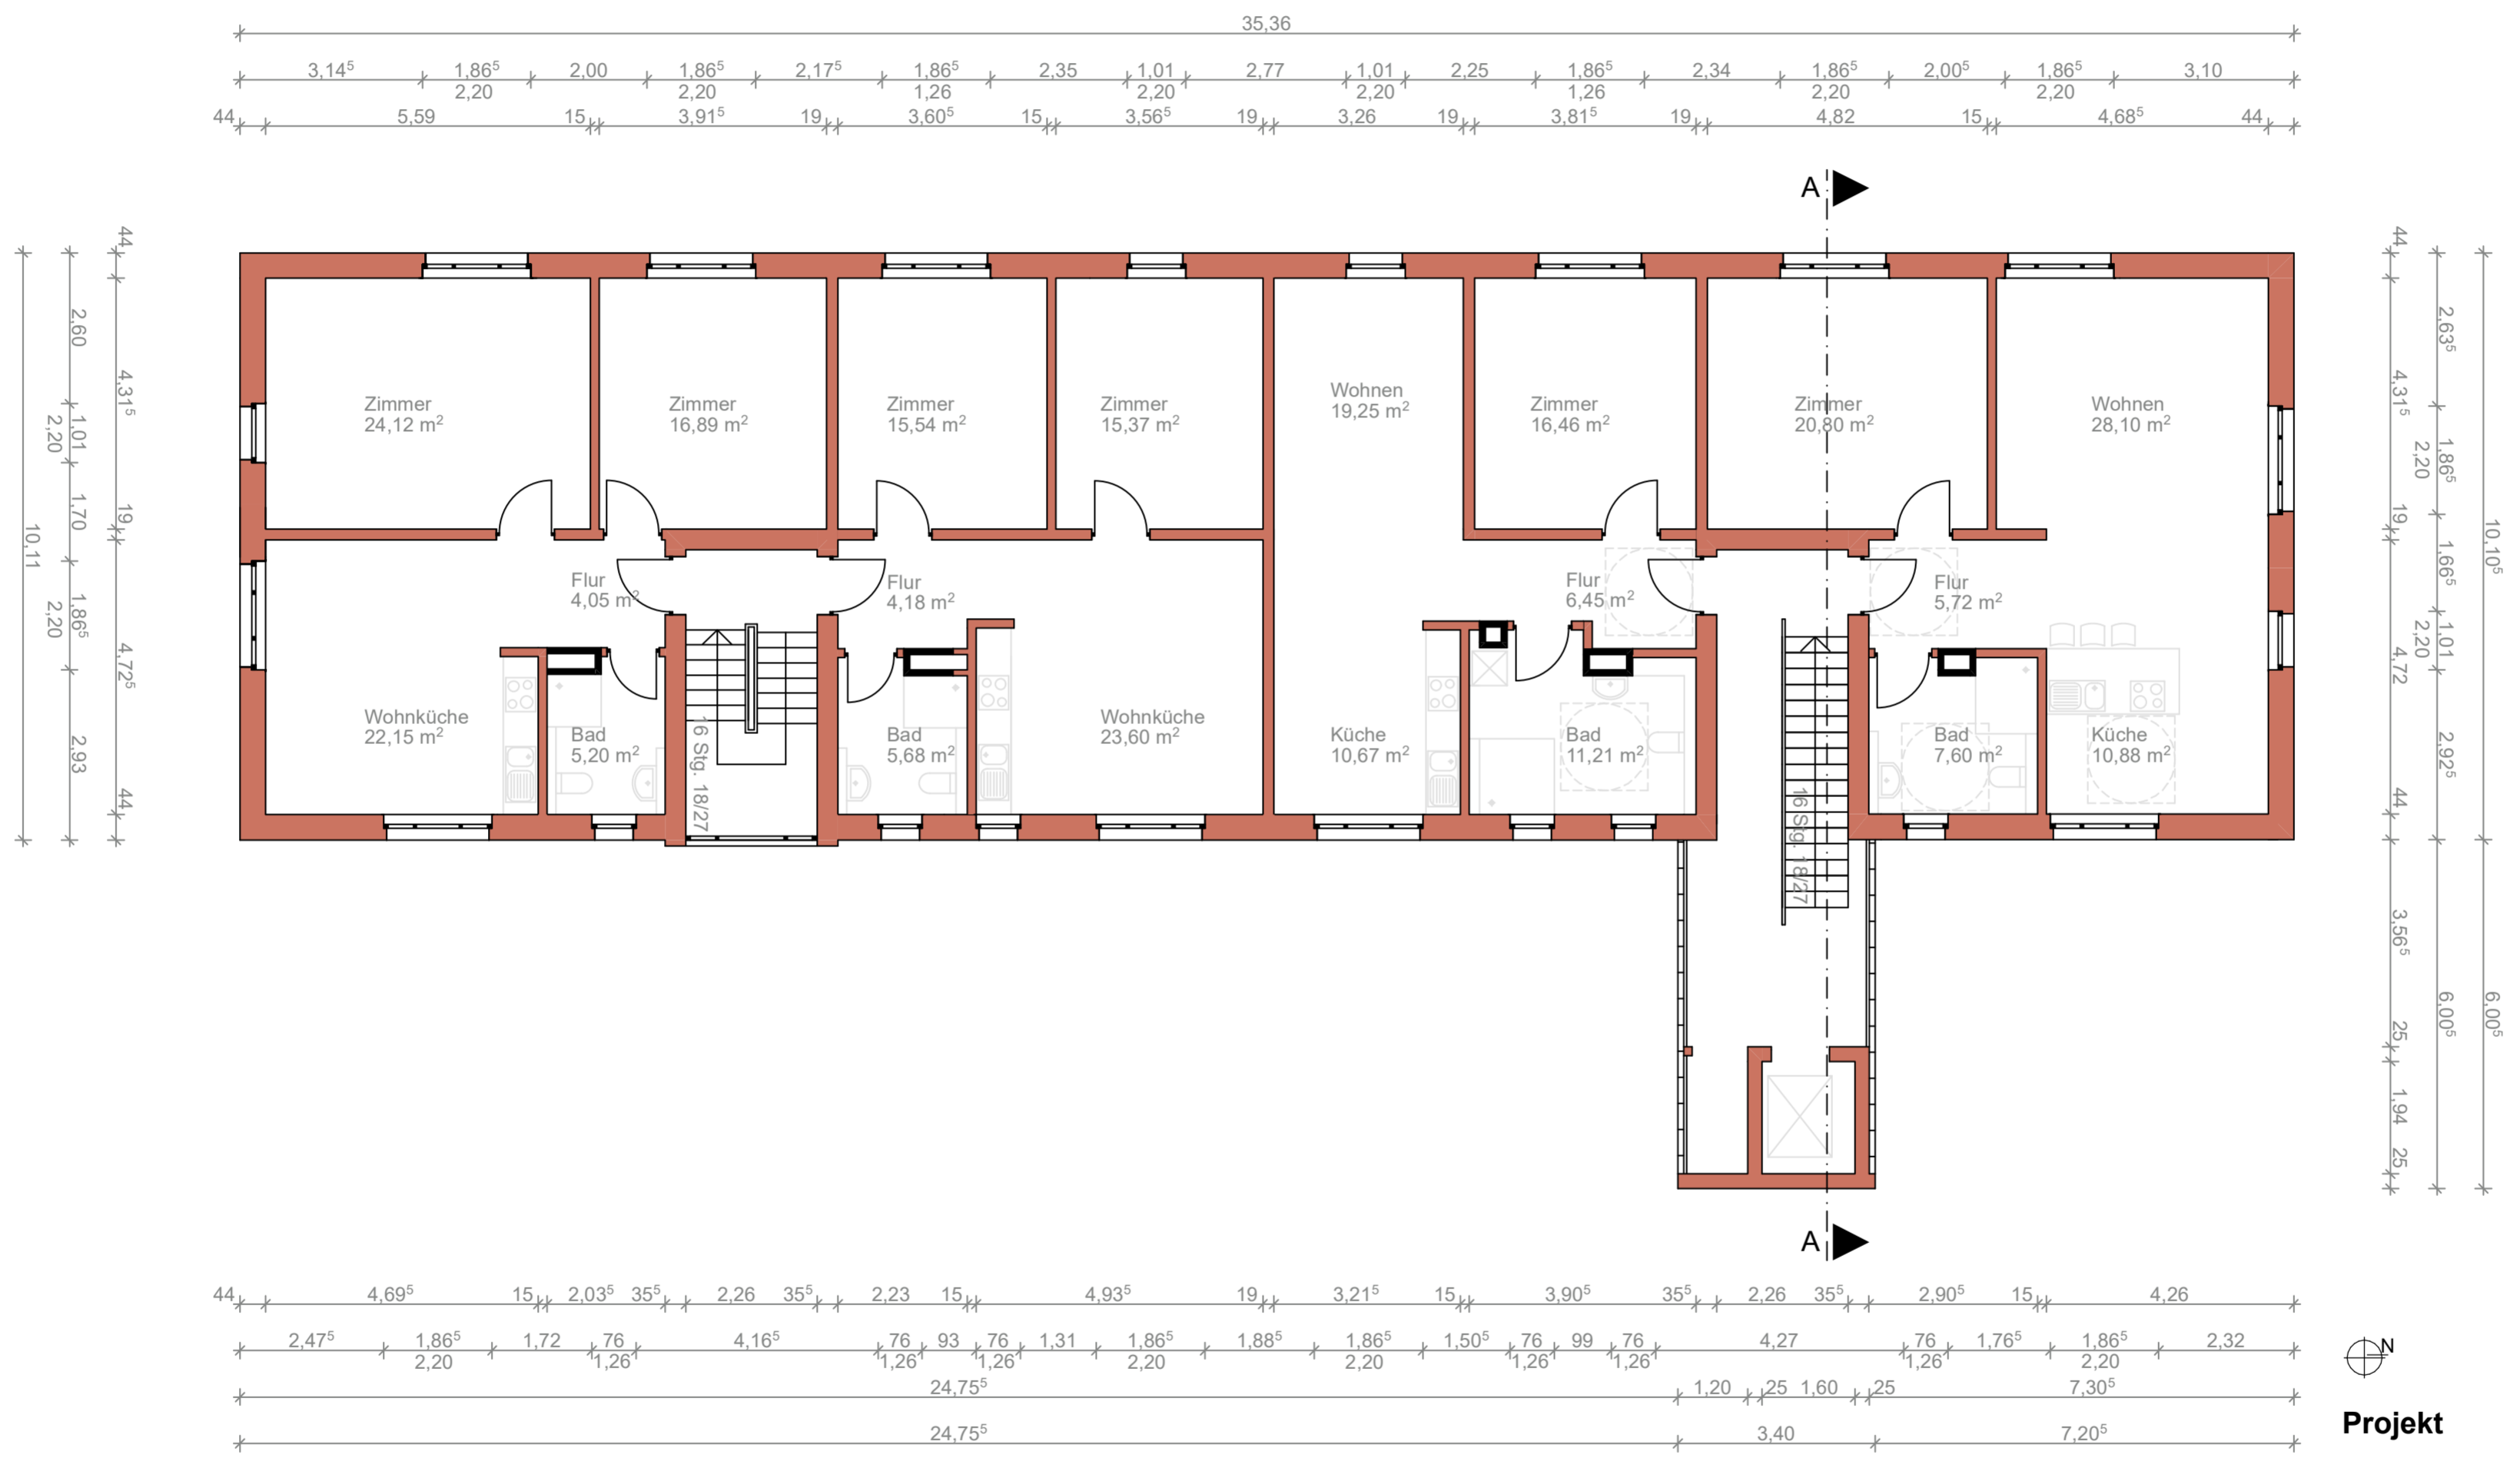 35,36
3,14⁵ 1,86⁵ 2,00 1,86⁵ 2,17⁵ 1,86⁵ 2,35 1,01 2,77 1,01 2,25 1,86⁵ 2,34 1,86⁵ 2,00⁵ 1,86⁵ 3,10
2,20 2,20 1,26 2,20 2,20 1,26 2,20 2,20
44 5,59 15 3,91⁵ 19 3,60⁵ 15 3,56⁵ 19 3,26 19 3,81⁵ 19 4,82 15 4,68⁵ 44
A
10,11
2,60 1,01 1,70 1,86⁵ 2,93
2,20 2,20
44 4,31⁵ 19 4,72⁵ 44
Zimmer
24,12 m²
Zimmer
16,89 m²
Zimmer
15,54 m²
Zimmer
15,37 m²
Wohnen
19,25 m²
Zimmer
16,46 m²
Zimmer
20,80 m²
Wohnen
28,10 m²
Flur
4,05 m²
Flur
4,18 m²
Flur
6,45 m²
Flur
5,72 m²
Wohnküche
22,15 m²
Bad
5,20 m²
16 Stg. 18/27
Bad
5,68 m²
Wohnküche
23,60 m²
Küche
10,67 m²
Bad
11,21 m²
16 Stg. 18/27
Bad
7,60 m²
Küche
10,88 m²
44 4,31⁵ 19 4,72 44 3,56⁵ 25 1,94 25
2,63⁵ 1,86⁵ 1,66⁵ 1,01 2,92⁵ 6,00⁵
2,20 2,20
10,10⁵ 6,00⁵
A
44 4,69⁵ 15 2,03⁵ 35⁵ 2,26 35⁵ 2,23 15 4,93⁵ 19 3,21⁵ 15 3,90⁵ 35⁵ 2,26 35⁵ 2,90⁵ 15 4,26
2,47⁵ 1,86⁵ 1,72 76 4,16⁵ 76 93 76 1,31 1,86⁵ 1,88⁵ 1,86⁵ 1,50⁵ 76 99 76 4,27 76 1,76⁵ 1,86⁵ 2,32
2,20 1,26 1,26 1,26 2,20 2,20 1,26 1,26 1,26 2,20
24,75⁵ 1,20 25 1,60 25 7,30⁵
24,75⁵ 3,40 7,20⁵
N
Projekt